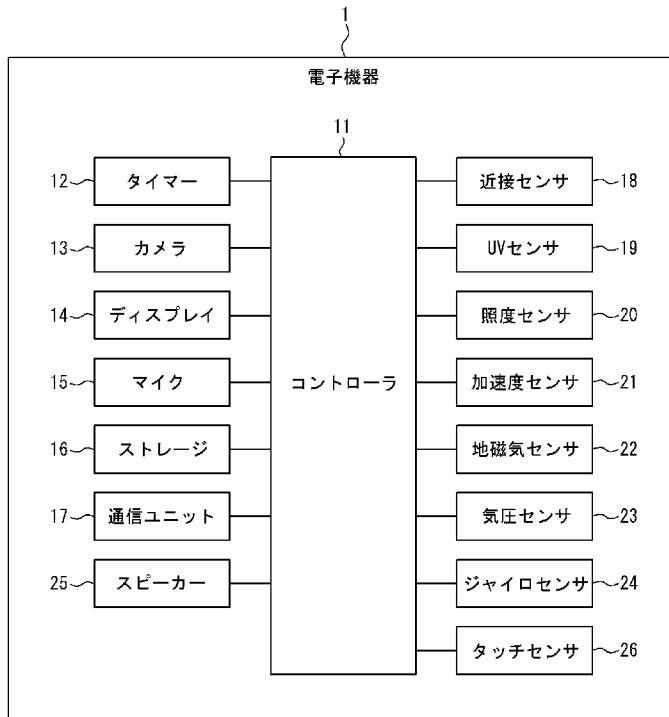 1
電子機器
11
12 タイマー
13 カメラ
14 ディスプレイ
15 マイク
16 ストレージ
17 通信ユニット
25 スピーカー
コントローラ
近接センサ 18
UVセンサ 19
照度センサ 20
加速度センサ 21
地磁気センサ 22
気圧センサ 23
ジャイロセンサ 24
タッチセンサ 26